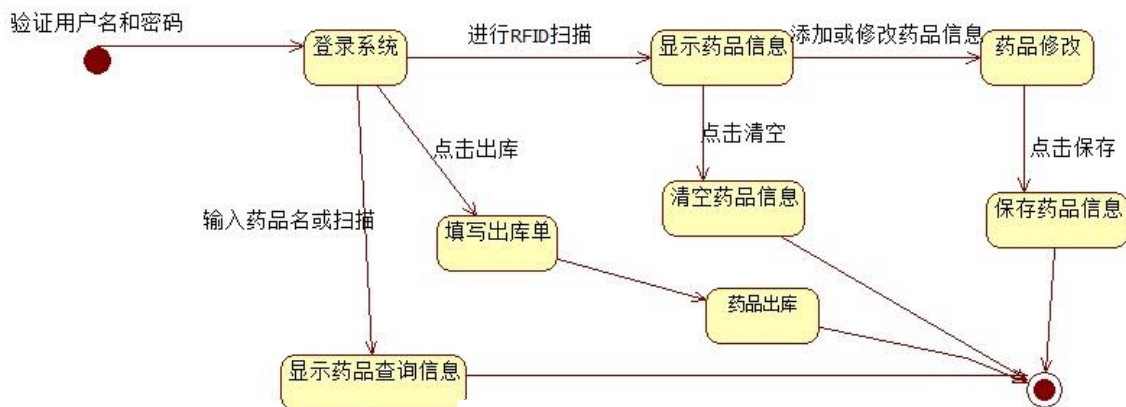 验证用户名和密码
登录系统
进行RFID扫描
显示药品信息
添加或修改药品信息
药品修改
点击出库
点击清空
点击保存
输入药品名或扫描
填写出库单
清空药品信息
保存药品信息
药品出库
显示药品查询信息